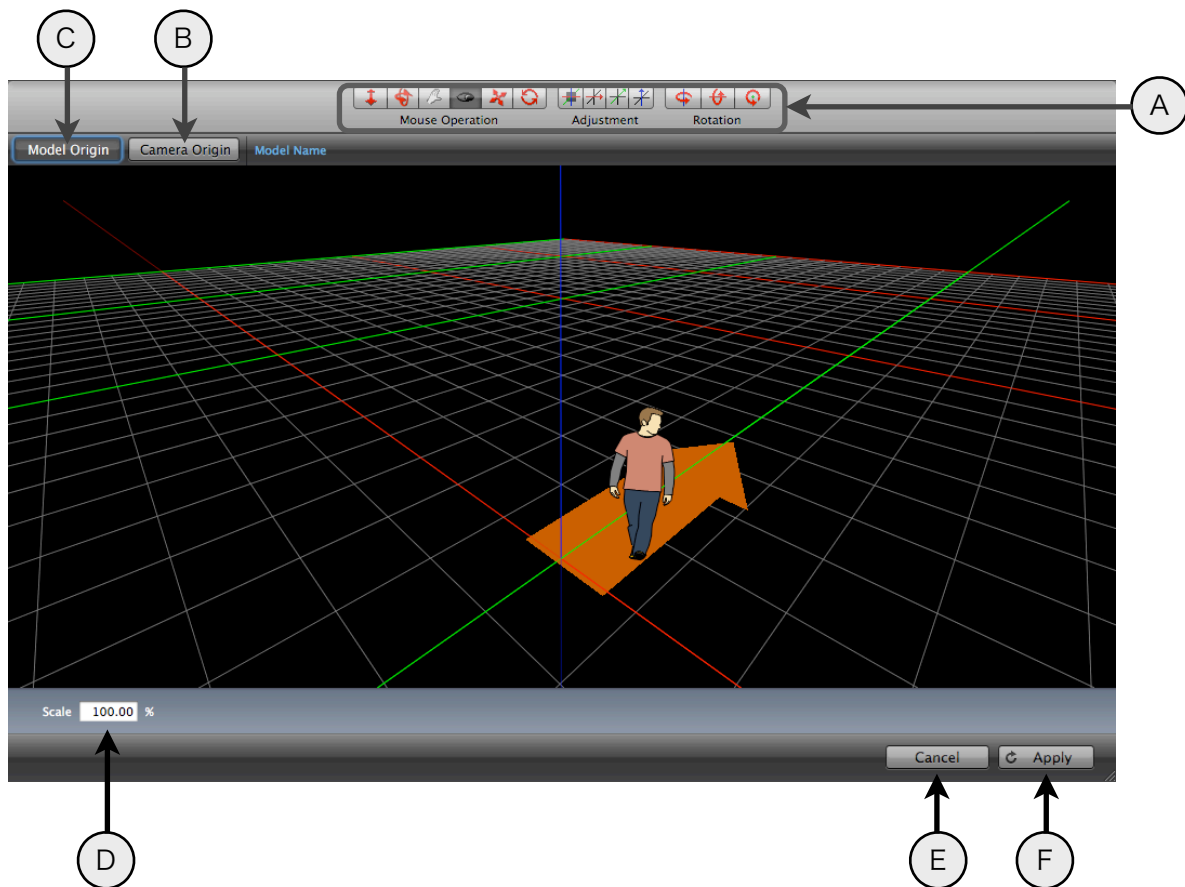 C
B
A
Mouse Operation
Adjustment
Rotation
Model Origin
Camera Origin
Model Name
Scale 100.00 %
Cancel
Apply
D
E
F